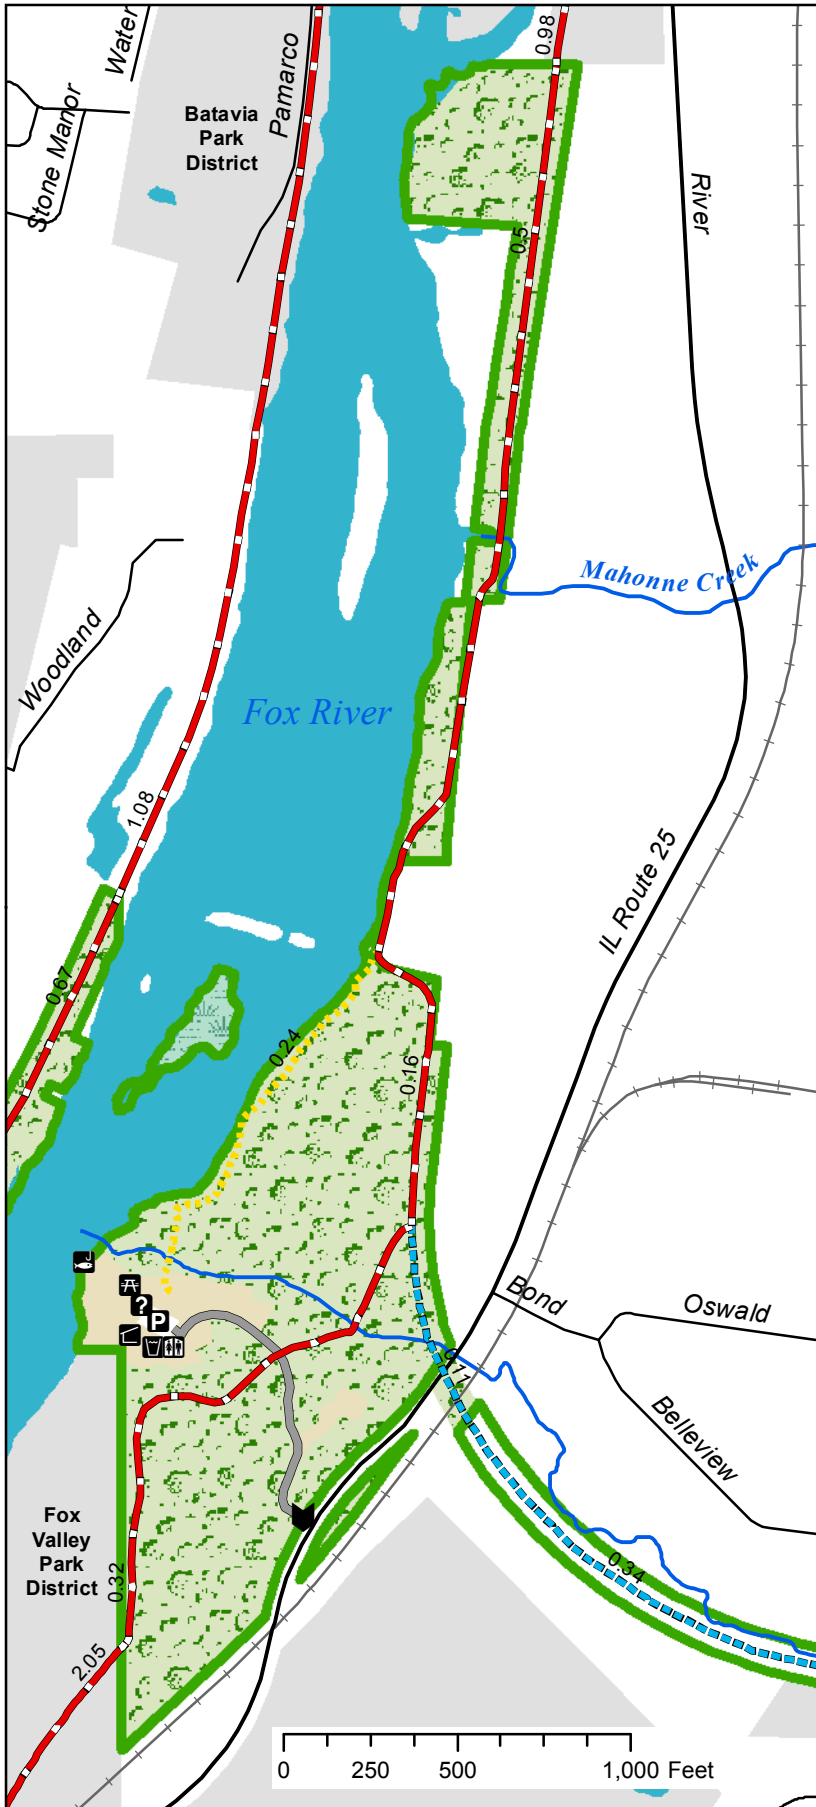 Water
0.98
Pamarco
Batavia
Park
District
Stone Manor
River
0.5
Mahonne Creek
Woodland
Fox River
1.08
IL Route 25
0.67
0.24
0.16
Bond
Oswald
?
P
0.11
Belleview
Fox
Valley
Park
District
0.32
0.34
2.05
0 250 500 1,000 Feet